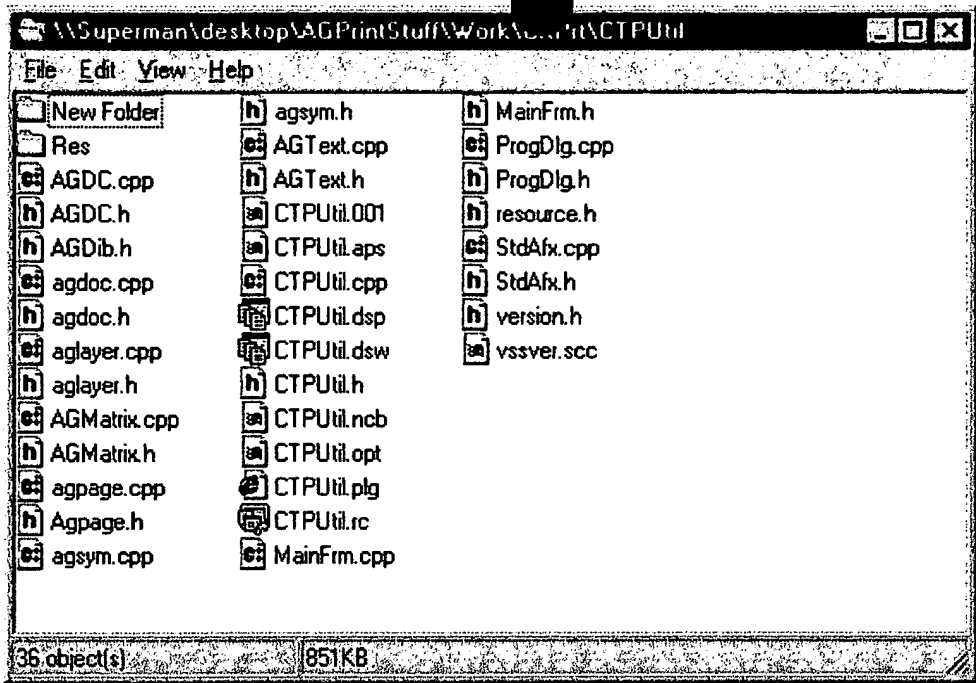 \\Superman\desktop\AGPrintStuff\Work\ \CTPUtil
File Edit View Help
New Folder
Res
AGDC.cpp
AGDC.h
AGDib.h
agdoc.cpp
agdoc.h
aglayer.cpp
aglayer.h
AGMatrix.cpp
AGMatrix.h
agpage.cpp
Agpage.h
agsym.cpp
agsym.h
AGText.cpp
AGText.h
CTPUtil.001
CTPUtil.aps
CTPUtil.cpp
CTPUtil.dsp
CTPUtil.dsw
CTPUtil.h
CTPUtil.ncb
CTPUtil.opt
CTPUtil.plg
CTPUtil.rc
MainFrm.cpp
MainFrm.h
ProgDlg.cpp
ProgDlg.h
resource.h
StdAfx.cpp
StdAfx.h
version.h
vssver.scc
36 object(s)
851KB